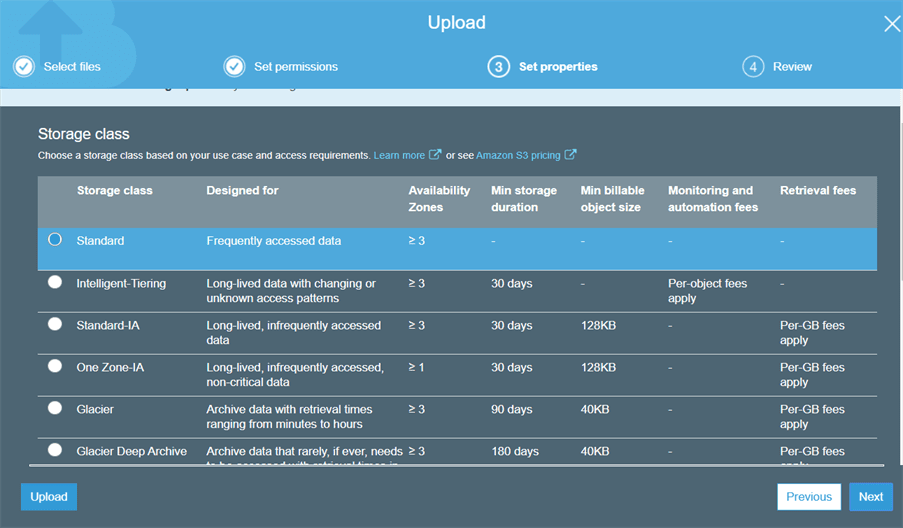 Upload
Select files
Set permissions
3 Set properties
4 Review
Storage class
Choose a storage class based on your use case and access requirements. Learn more or see Amazon S3 pricing
Storage class Designed for Availability Zones Min storage duration Min billable object size Monitoring and automation fees Retrieval fees
Standard Frequently accessed data ≥ 3 - - - -
Intelligent-Tiering Long-lived data with changing or unknown access patterns ≥ 3 30 days - Per-object fees apply -
Standard-IA Long-lived, infrequently accessed data ≥ 3 30 days 128KB - Per-GB fees apply
One Zone-IA Long-lived, infrequently accessed, non-critical data ≥ 1 30 days 128KB - Per-GB fees apply
Glacier Archive data with retrieval times ranging from minutes to hours ≥ 3 90 days 40KB - Per-GB fees apply
Glacier Deep Archive Archive data that rarely, if ever, needs ≥ 3 180 days 40KB - Per-GB fees
Upload
Previous
Next